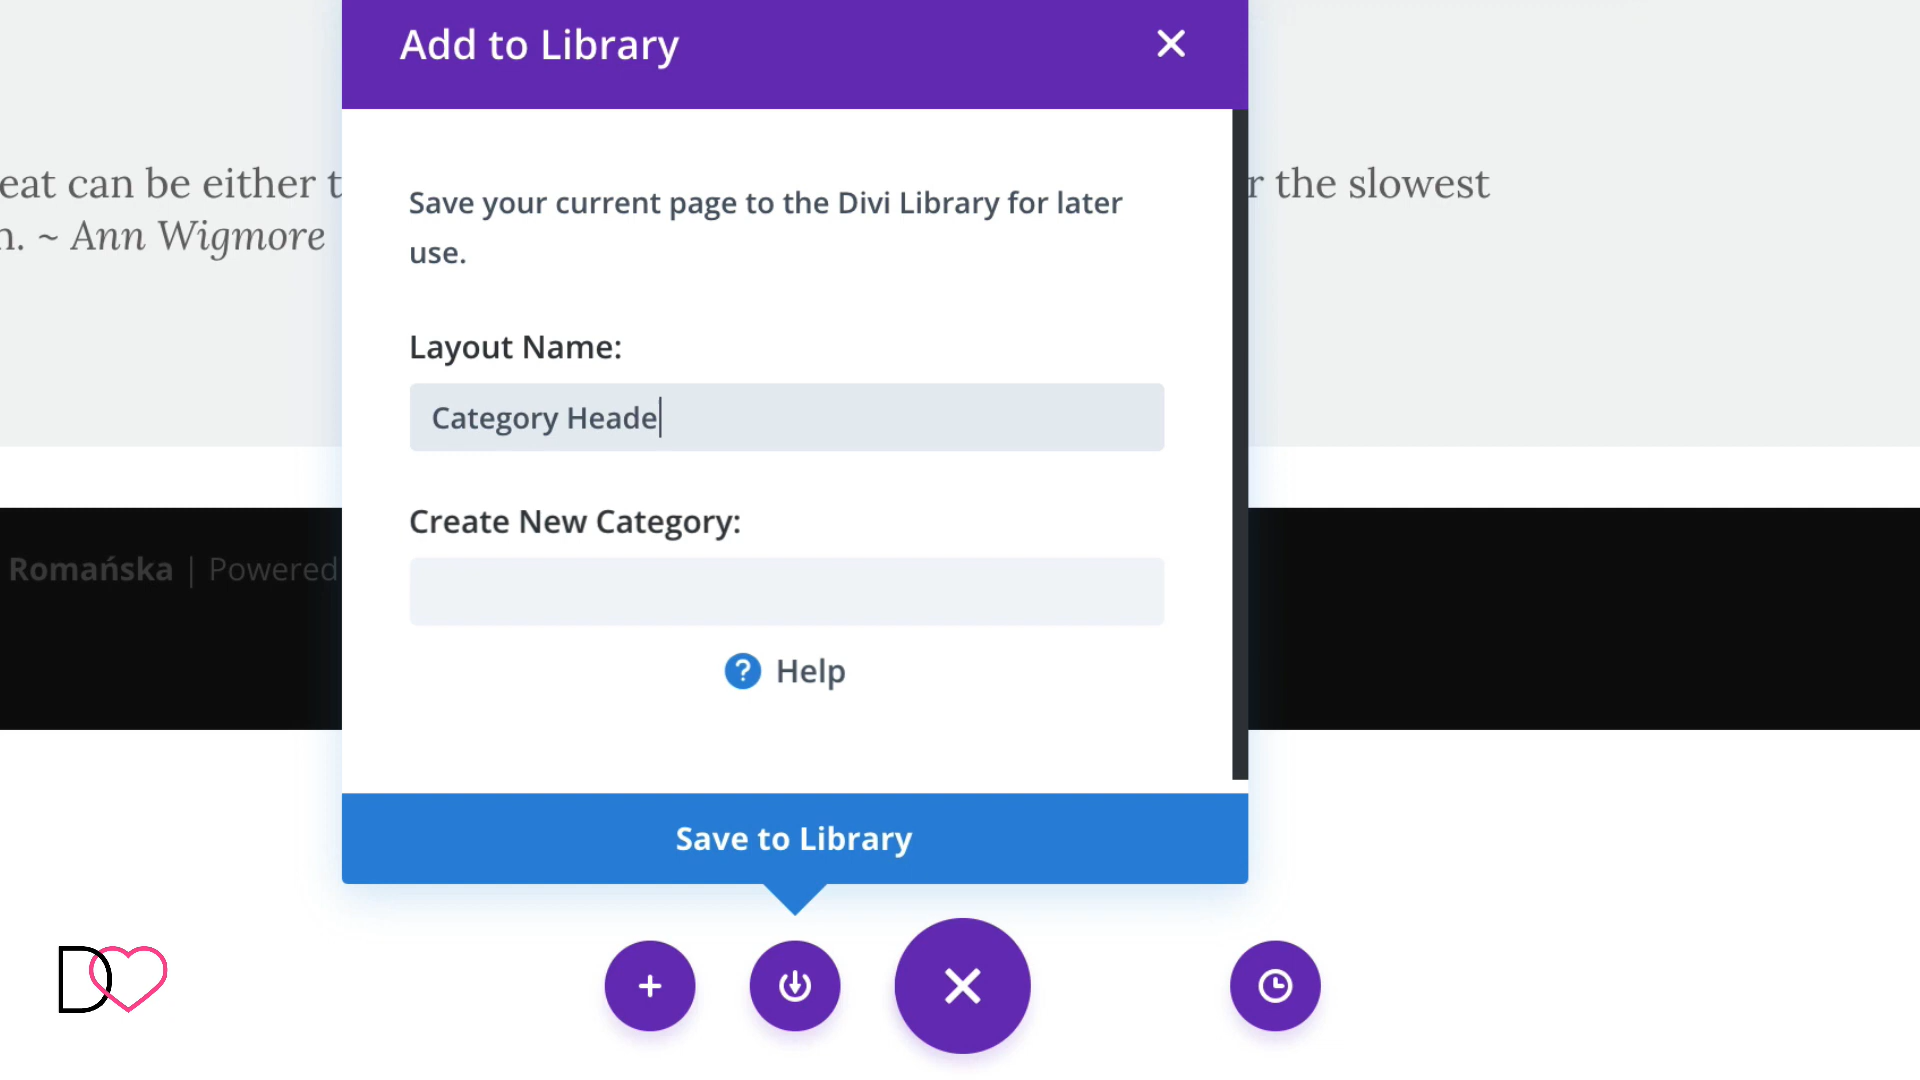 Add to Library
eat can be either t
r the slowest
n. ~ Ann Wigmore
Save your current page to the Divi Library for later
use.
Layout Name:
Category Heade
Create New Category:
Romańska | Powered
? Help
Save to Library
D